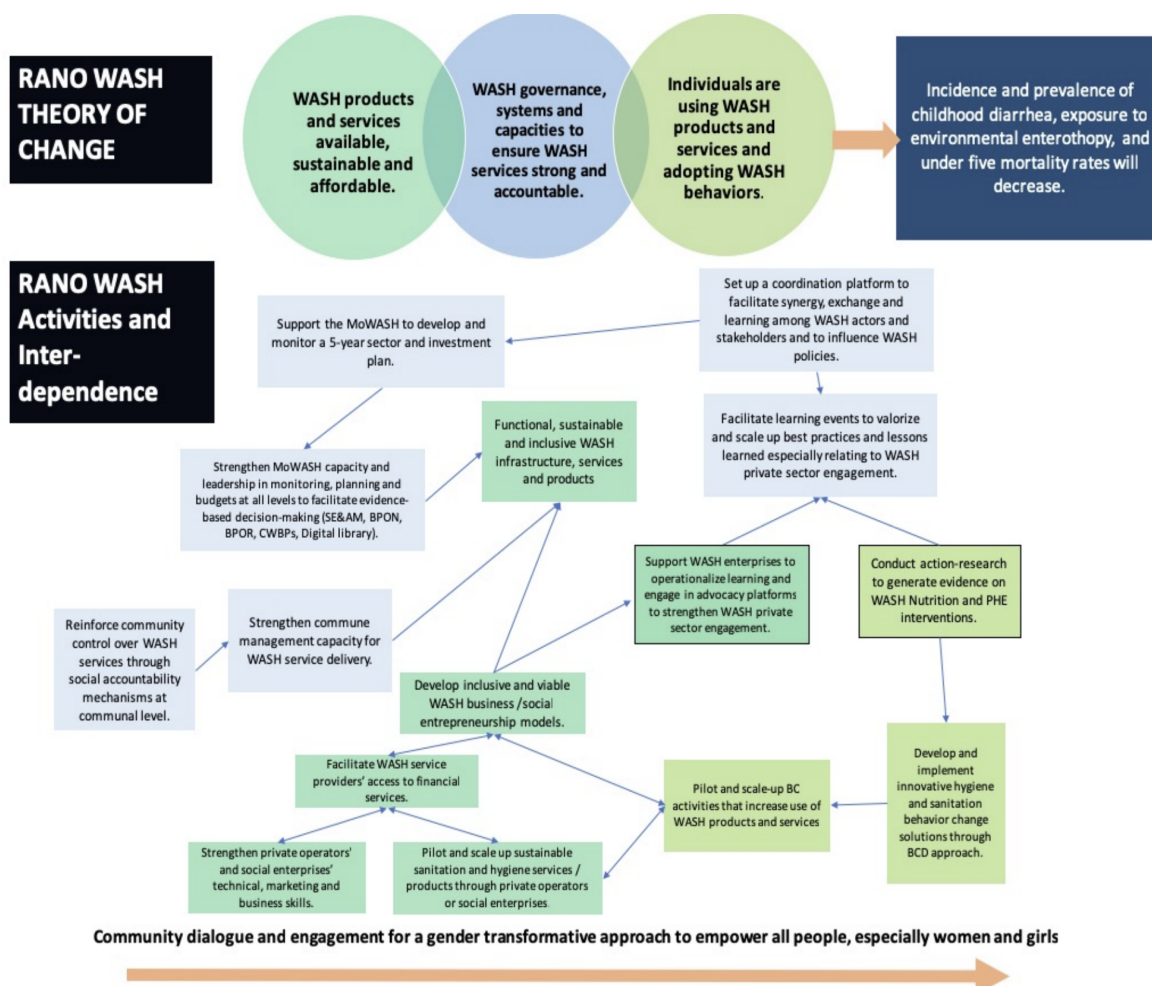 RANO WASH
THEORY OF
CHANGE
WASH products
and services
available,
sustainable and
affordable.
WASH governance,
systems and
capacities to
ensure WASH
services strong and
accountable.
Individuals are
using WASH
products and
services and
adopting WASH
behaviors.
Incidence and prevalence of
childhood diarrhea, exposure to
environmental enterothopy, and
under five mortality rates will
decrease.
RANO WASH
Activities and
Inter-
dependence
Support the MoWASH to develop and
monitor a 5-year sector and investment
plan.
Set up a coordination platform to
facilitate synergy, exchange and
learning among WASH actors and
stakeholders and to influence WASH
policies.
Strengthen MoWASH capacity and
leadership in monitoring, planning and
budgets at all levels to facilitate evidence-
based decision-making (SE&AM, BPON,
BPOR, CWBPs, Digital library).
Functional, sustainable
and inclusive WASH
infrastructure, services
and products
Facilitate learning events to valorize
and scale up best practices and lessons
learned especially relating to WASH
private sector engagement.
Reinforce community
control over WASH
services through
social accountability
mechanisms at
communal level.
Strengthen commune
management capacity for
WASH service delivery.
Support WASH enterprises to
operationalize learning and
engage in advocacy platforms
to strengthen WASH private
sector engagement.
Conduct action-research
to generate evidence on
WASH Nutrition and PHE
interventions.
Develop inclusive and viable
WASH business /social
entrepreneurship models.
Facilitate WASH service
providers' access to financial
services.
Pilot and scale-up BC
activities that increase use of
WASH products and services
Develop and
implement
innovative hygiene
and sanitation
behavior change
solutions through
BCD approach.
Strengthen private operators'
and social enterprises'
technical, marketing and
business skills.
Pilot and scale up sustainable
sanitation and hygiene services /
products through private operators
or social enterprises.
Community dialogue and engagement for a gender transformative approach to empower all people, especially women and girls